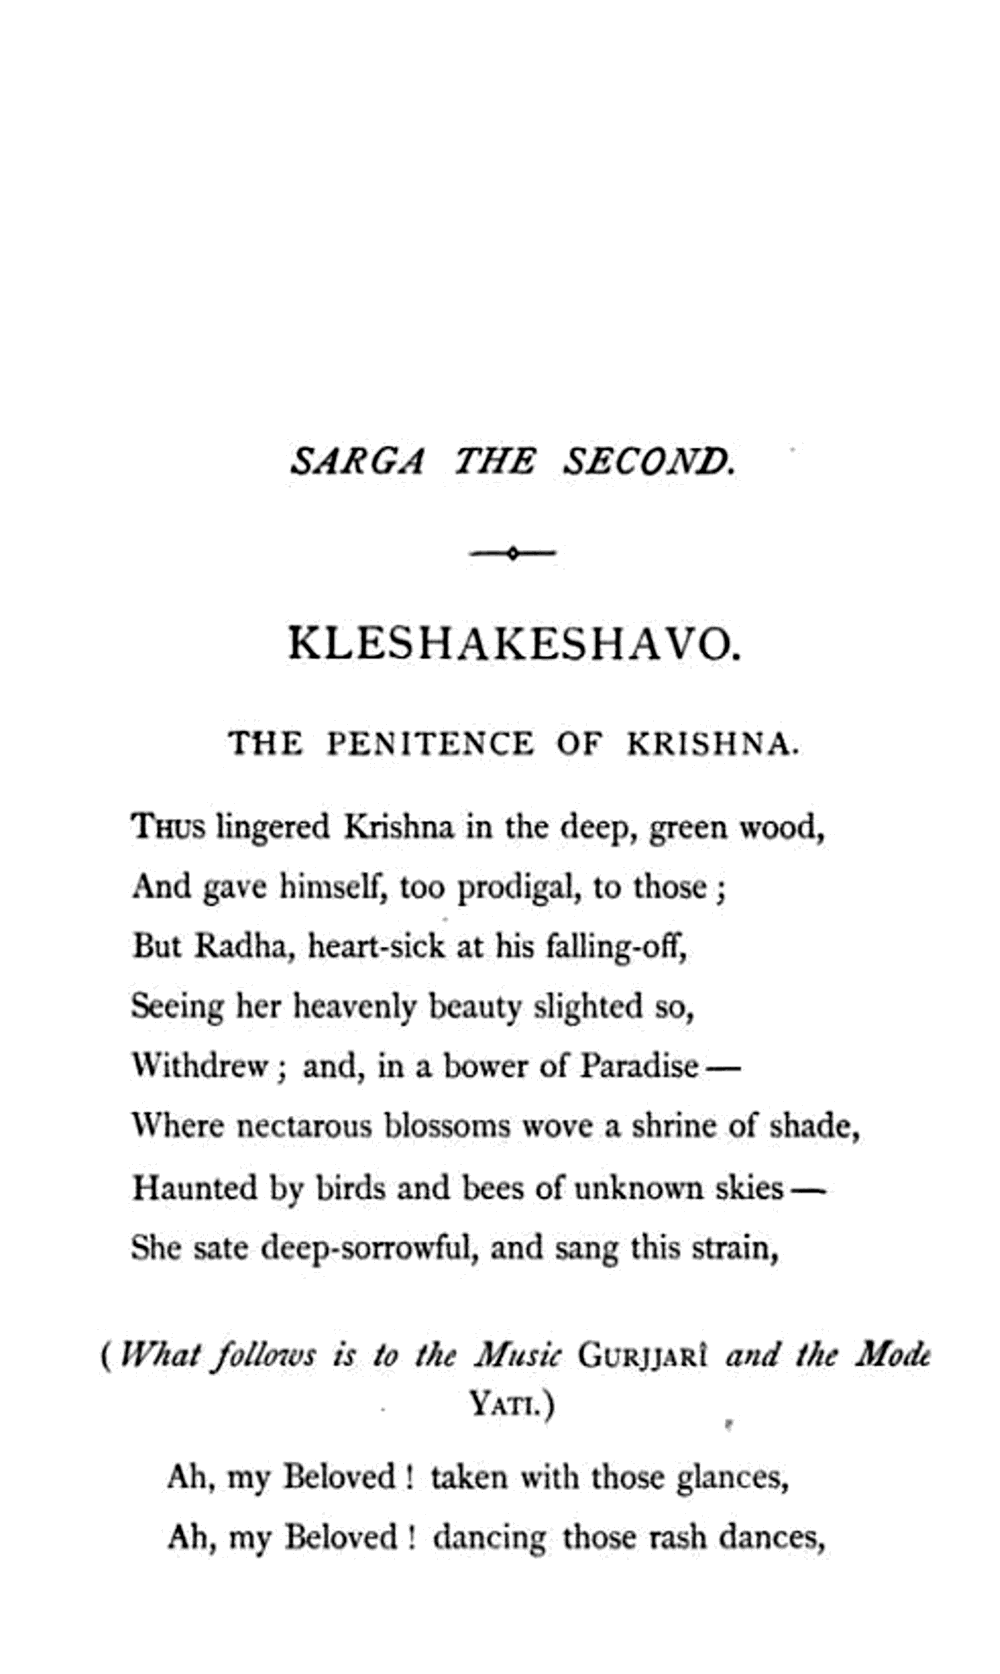 SARGA THE SECOND.
KLESHAKESHAVO.
THE PENITENCE OF KRISHNA.
THUS lingered Krishna in the deep, green wood,
And gave himself, too prodigal, to those ;
But Radha, heart-sick at his falling-off,
Seeing her heavenly beauty slighted so,
Withdrew ; and, in a bower of Paradise —
Where nectarous blossoms wove a shrine of shade,
Haunted by birds and bees of unknown skies —
She sate deep-sorrowful, and sang this strain,
(What follows is to the Music GURJJARÎ and the Mode
YATI.)
Ah, my Beloved ! taken with those glances,
Ah, my Beloved ! dancing those rash dances,